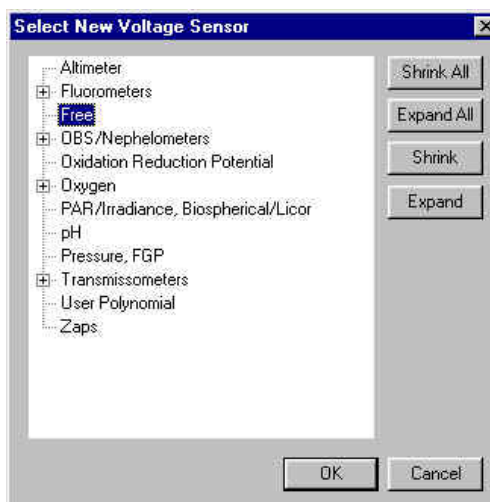 Select New Voltage Sensor
Altimeter
Fluorometers
Free
OBS/Nephelometers
Oxidation Reduction Potential
Oxygen
PAR/Irradiance, Biospherical/Licor
pH
Pressure, FGP
Transmissometers
User Polynomial
Zaps
Shrink All
Expand All
Shrink
Expand
OK
Cancel